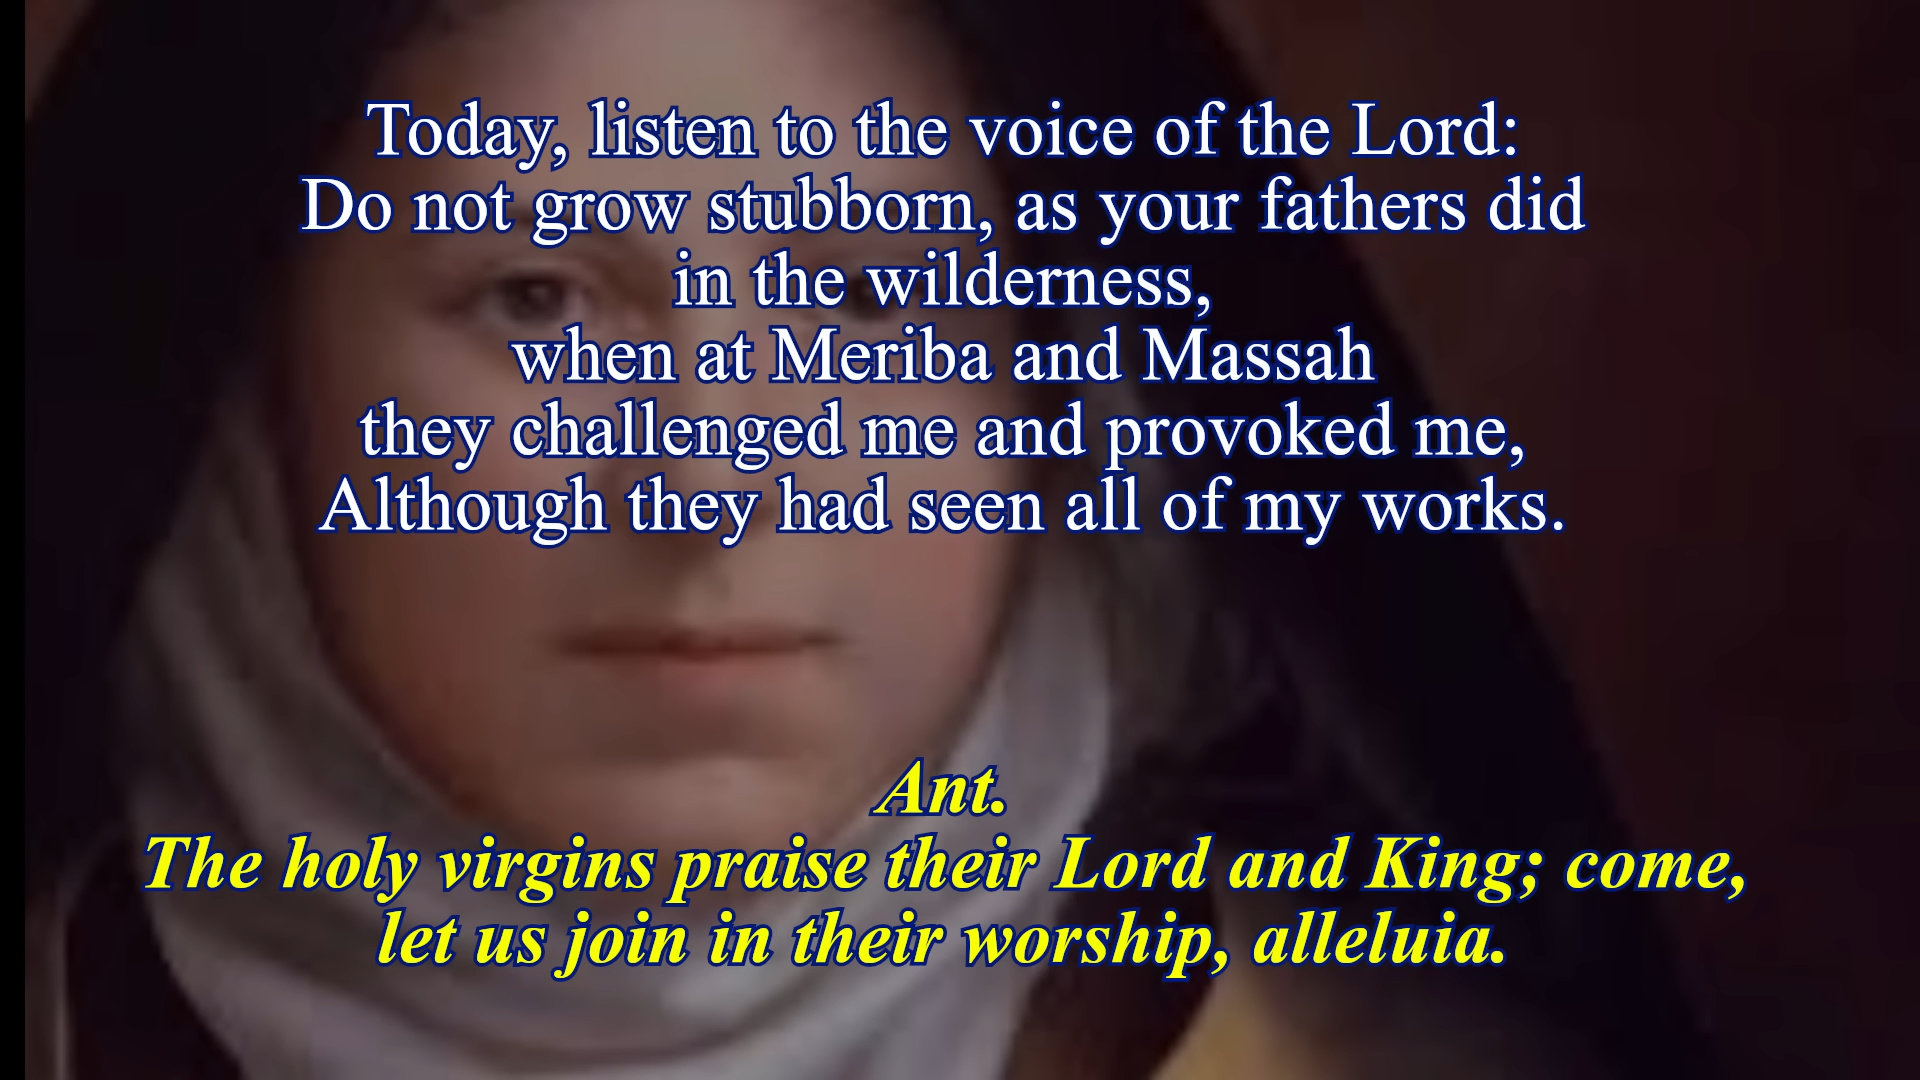 Today, listen to the voice of the Lord:
Do not grow stubborn, as your fathers did
in the wilderness,
when at Meriba and Massah
they challenged me and provoked me,
Although they had seen all of my works.
Ant.
The holy virgins praise their Lord and King; come,
let us join in their worship, alleluia.